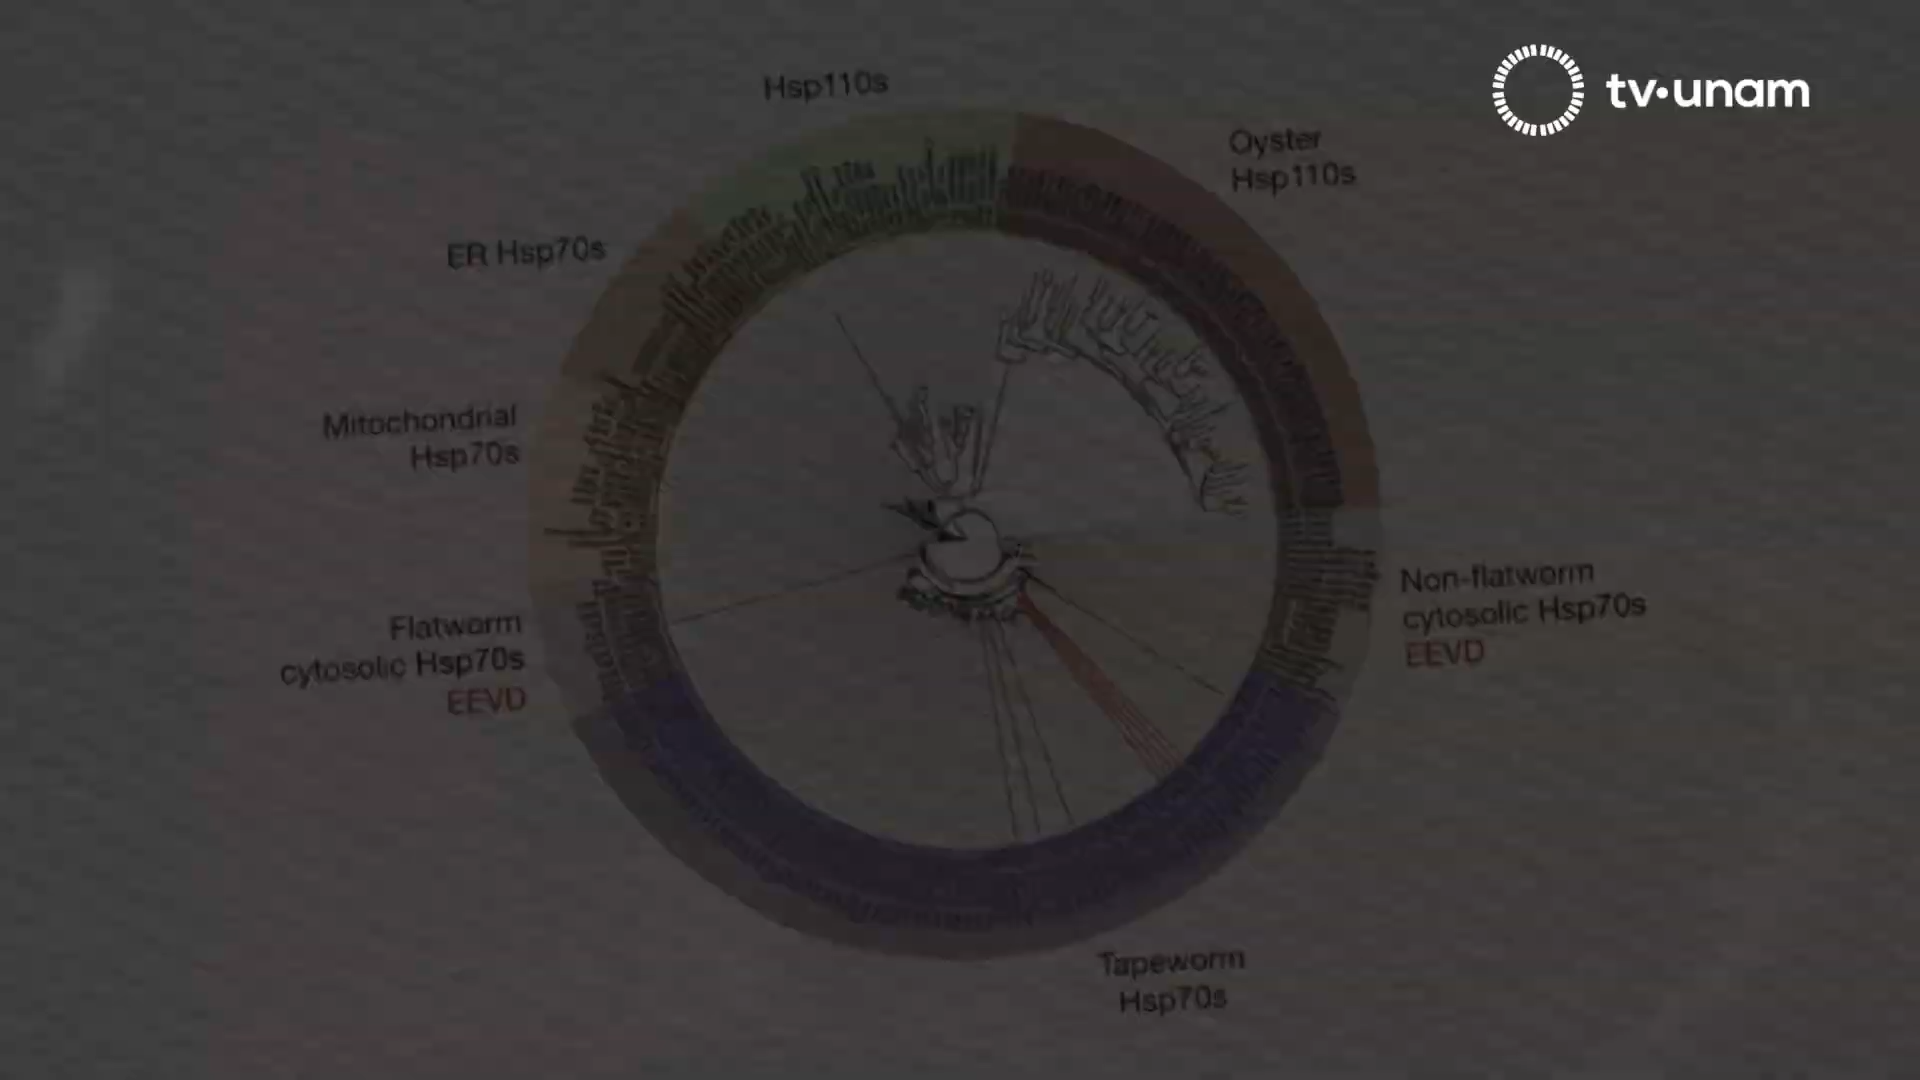 tv·unam
Hsp110s
Oyster
Hsp110s
ER Hsp70s
Mitochondrial
Hsp70s
Non-flatworm
cytosolic Hsp70s
EEVD
Flatworm
cytosolic Hsp70s
EEVD
Tapeworm
Hsp70s